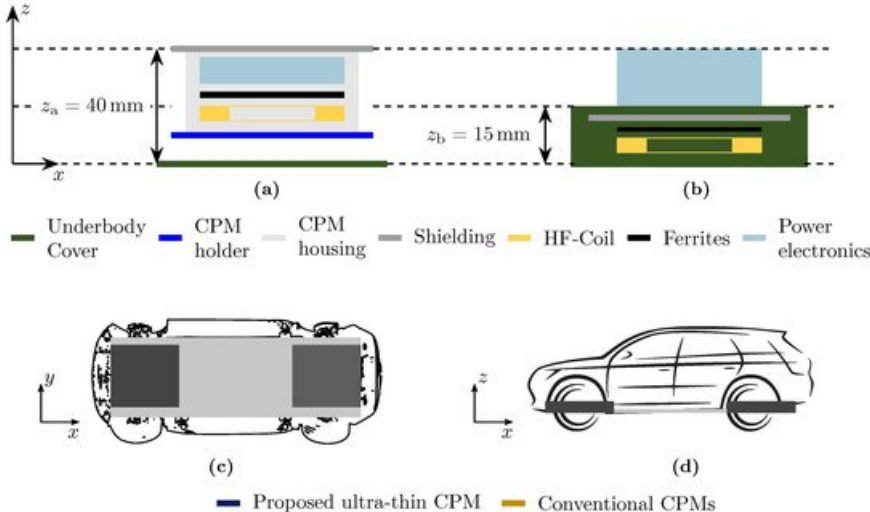 z
z_a = 40 mm
z_b = 15 mm
x
(a)
(b)
Underbody Cover
CPM holder
CPM housing
Shielding
HF-Coil
Ferrites
Power electronics
y
x
z
x
(c)
(d)
Proposed ultra-thin CPM
Conventional CPMs